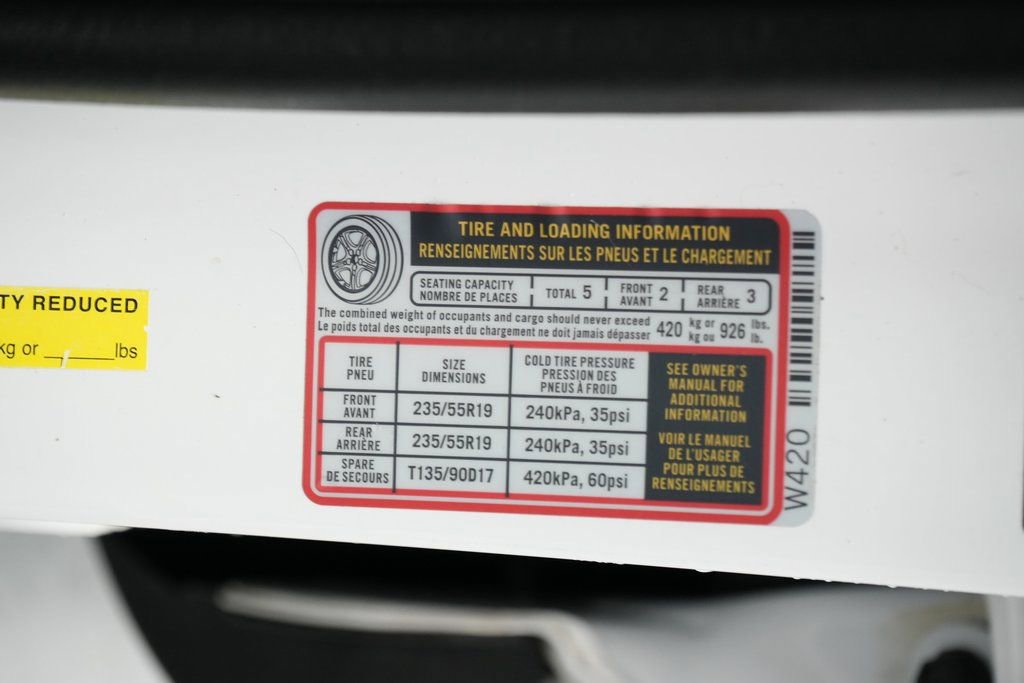 TY REDUCED
kg or ______lbs
TIRE AND LOADING INFORMATION
RENSEIGNEMENTS SUR LES PNEUS ET LE CHARGEMENT
SEATING CAPACITY
NOMBRE DE PLACES
TOTAL 5
FRONT
AVANT 2
REAR
ARRIÈRE 3
The combined weight of occupants and cargo should never exceed
Le poids total des occupants et du chargement ne doit jamais dépasser
420 kg or
kg ou 926 lbs.
lb.
TIRE
PNEU
SIZE
DIMENSIONS
COLD TIRE PRESSURE
PRESSION DES
PNEUS À FROID
FRONT
AVANT
235/55R19
240kPa, 35psi
REAR
ARRIÈRE
235/55R19
240kPa, 35psi
SPARE
DE SECOURS
T135/90D17
420kPa, 60psi
SEE OWNER'S
MANUAL FOR
ADDITIONAL
INFORMATION
VOIR LE MANUEL
DE L'USAGER
POUR PLUS DE
RENSEIGNEMENTS
W420